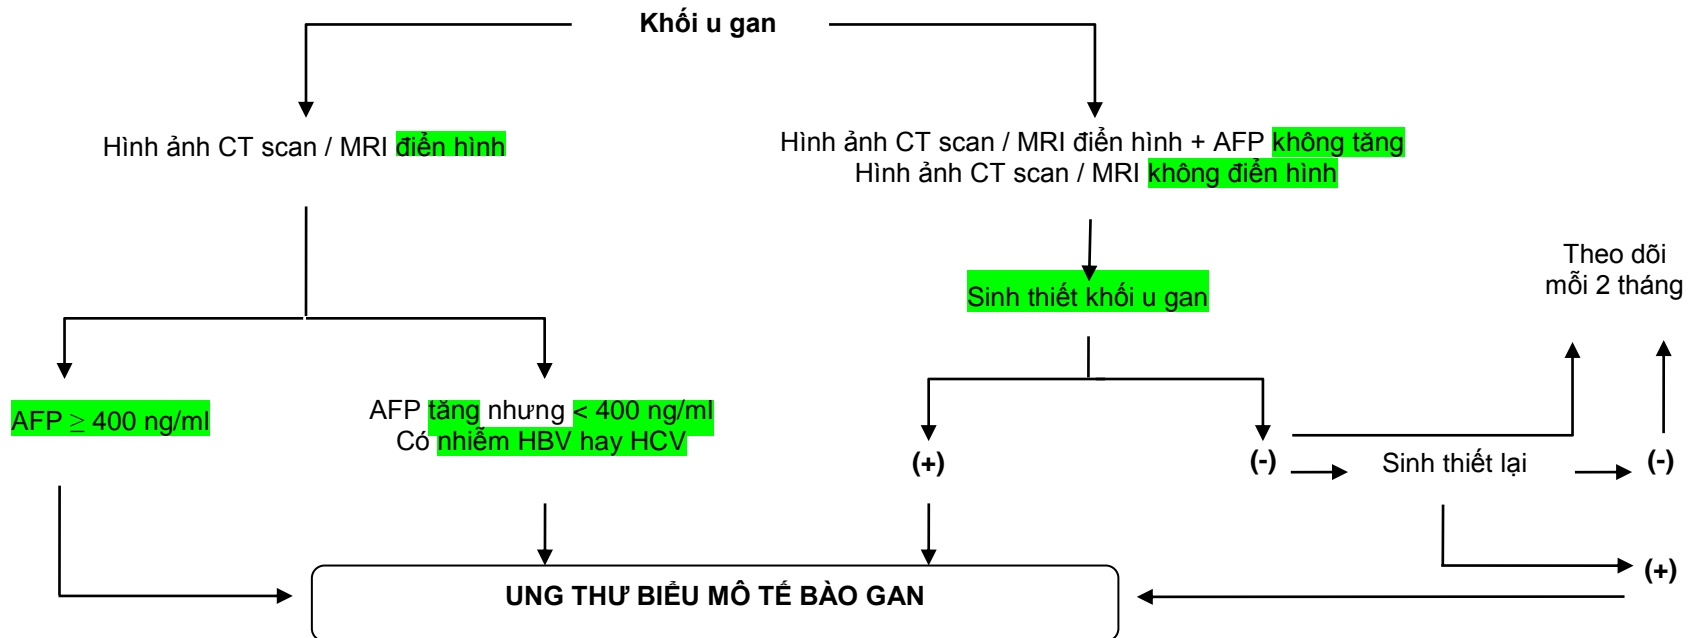 Khối u gan
Hình ảnh CT scan / MRI điển hình
Hình ảnh CT scan / MRI điển hình + AFP không tăng
Hình ảnh CT scan / MRI không điển hình
Sinh thiết khối u gan
Theo dõi
mỗi 2 tháng
AFP ≥ 400 ng/ml
AFP tăng nhưng < 400 ng/ml
Có nhiễm HBV hay HCV
(+)
(-)
Sinh thiết lại
(-)
(+)
UNG THƯ BIỂU MÔ TẾ BÀO GAN